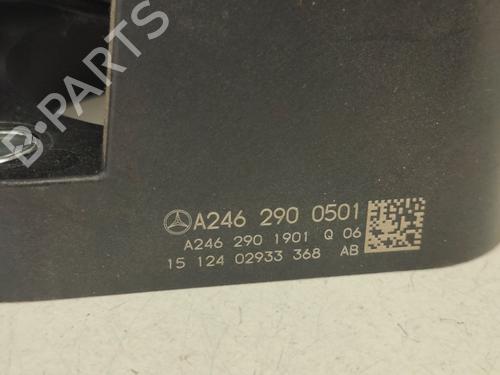 B-PARTS
A246 290 0501
A246 290 1901 Q 06
15 124 02933 368 AB